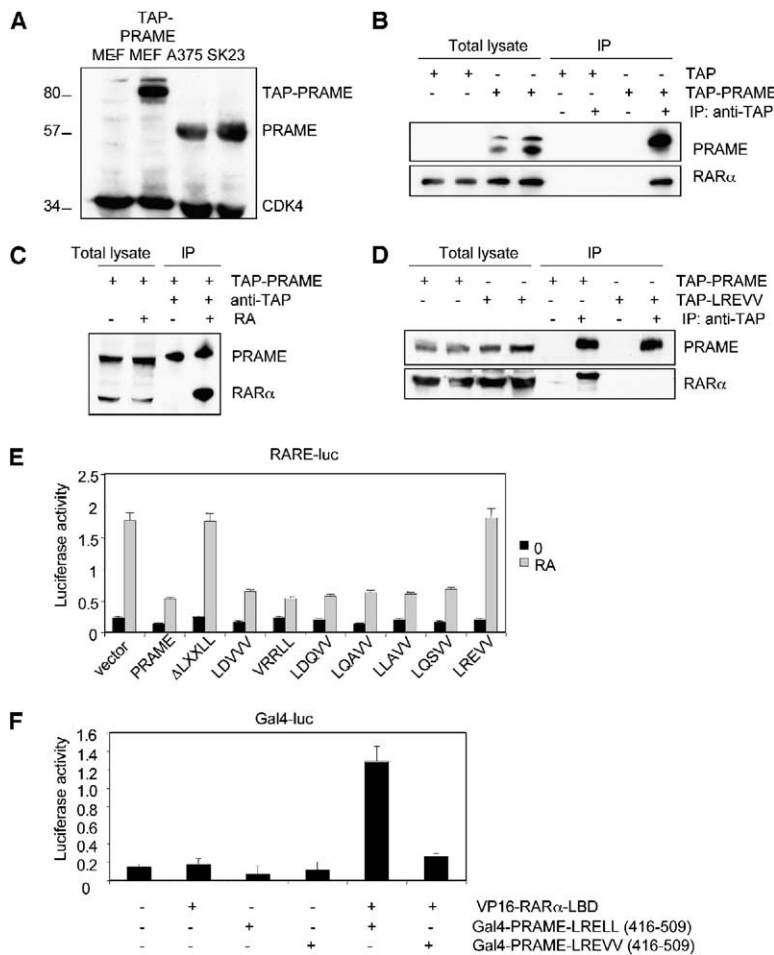 A
TAP-
PRAME
MEF MEF A375 SK23
80
TAP-PRAME
57
PRAME
34
CDK4
B
Total lysate IP
+ + - - + + - - TAP
- - + + - - + + TAP-PRAME
- + - + IP: anti-TAP
PRAME
RARα
C
Total lysate IP
+ + + + TAP-PRAME
+ + anti-TAP
- + - + RA
PRAME
RARα
D
Total lysate IP
+ + - - + + - - TAP-PRAME
- - + + - - + + TAP-LREVV
- + - + IP: anti-TAP
PRAME
RARα
E
RARE-luc
Luciferase activity
2.5
2
1.5
1
0.5
0
0
RA
vector PRAME ΔLXXLL LDVVV VRRLL LDQVV LQAVV LLAVV LQSVV LREVV
F
Gal4-luc
Luciferase activity
1.6
1.4
1.2
1.0
0.8
0.6
0.4
0.2
0
- + - - + + VP16-RARα-LBD
- - + - + - Gal4-PRAME-LRELL (416-509)
- - - + - + Gal4-PRAME-LREVV (416-509)